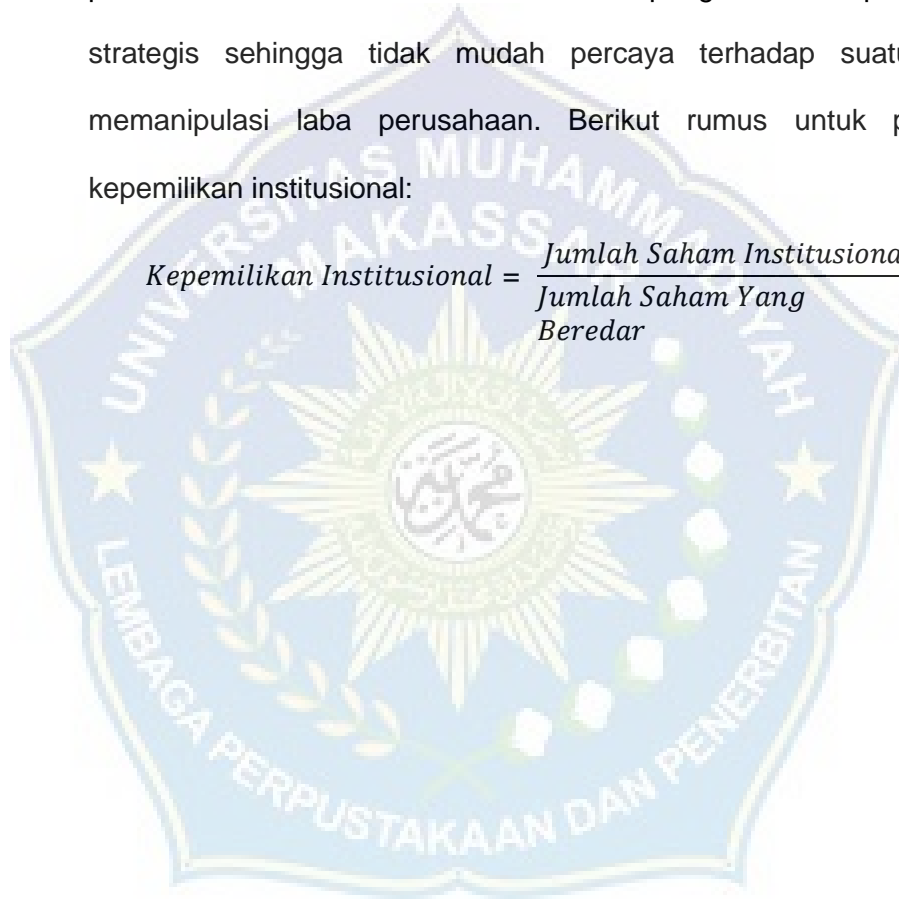 strategis sehingga tidak mudah percaya terhadap suatu
memanipulasi laba perusahaan. Berikut rumus untuk p
kepemilikan institusional:
Kepemilikan Institusional = Jumlah Saham Institusiona
Jumlah Saham Yang
Beredar
UNIVERSITAS MUHAMMADIYAH
MAKASSAR
LEMBAGA PERPUSTAKAAN DAN PENERBITAN